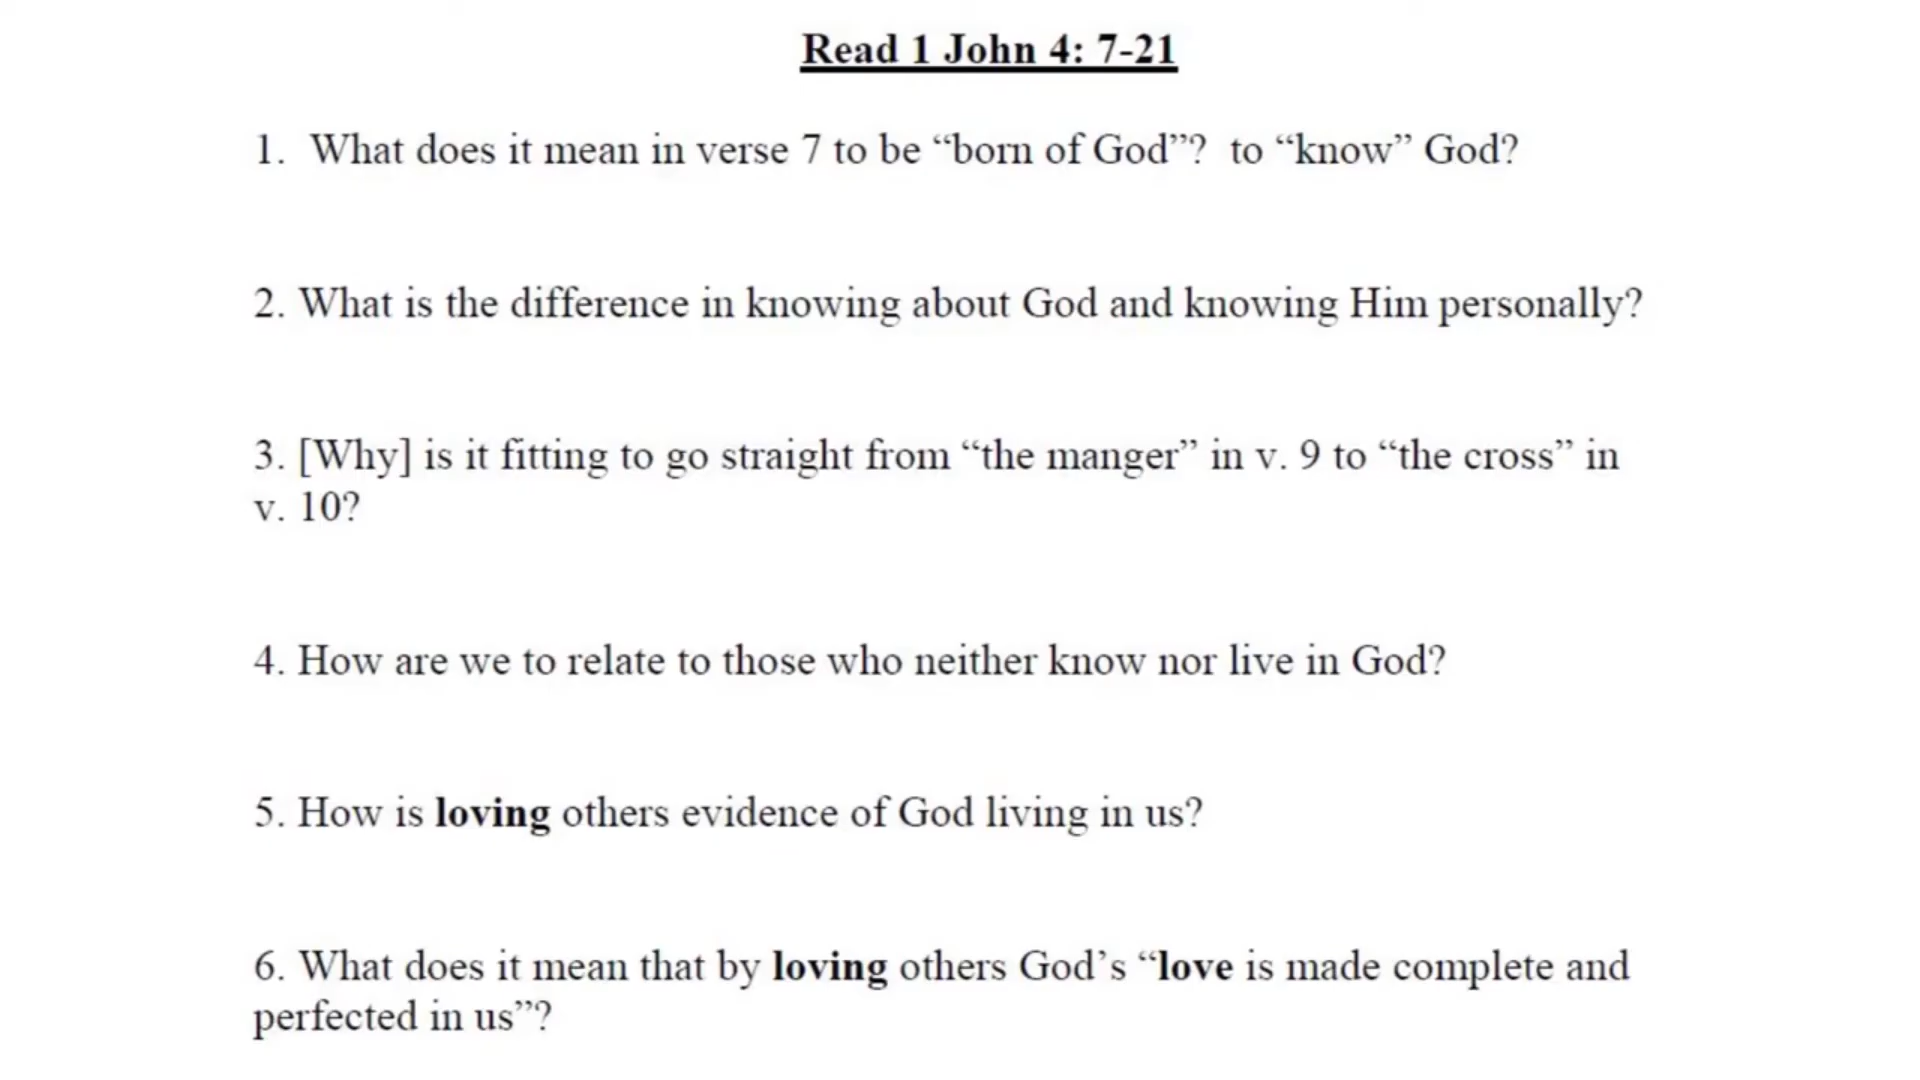 Read 1 John 4: 7-21
1. What does it mean in verse 7 to be “born of God”? to “know” God?
2. What is the difference in knowing about God and knowing Him personally?
3. [Why] is it fitting to go straight from “the manger” in v. 9 to “the cross” in
v. 10?
4. How are we to relate to those who neither know nor live in God?
5. How is loving others evidence of God living in us?
6. What does it mean that by loving others God’s “love is made complete and
perfected in us”?